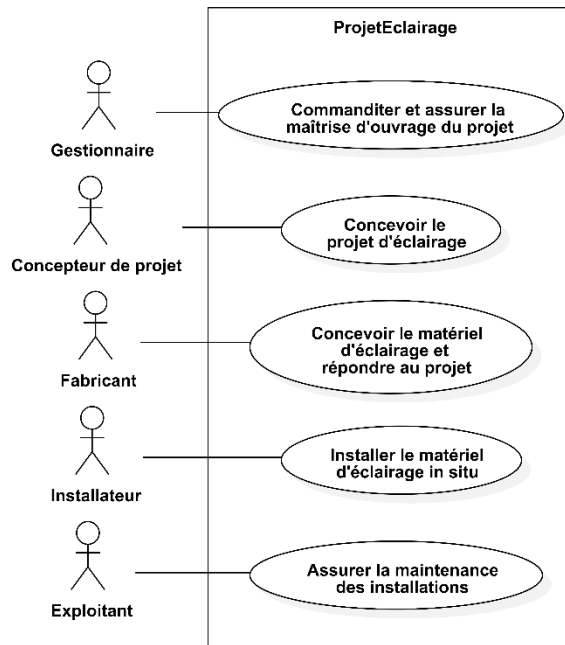 ProjetEclairage
Commanditer et assurer la
maîtrise d'ouvrage du projet
Gestionnaire
Concevoir le
projet d'éclairage
Concepteur de projet
Concevoir le matériel
d'éclairage et
répondre au projet
Fabricant
Installer le matériel
d'éclairage in situ
Installateur
Assurer la maintenance
des installations
Exploitant